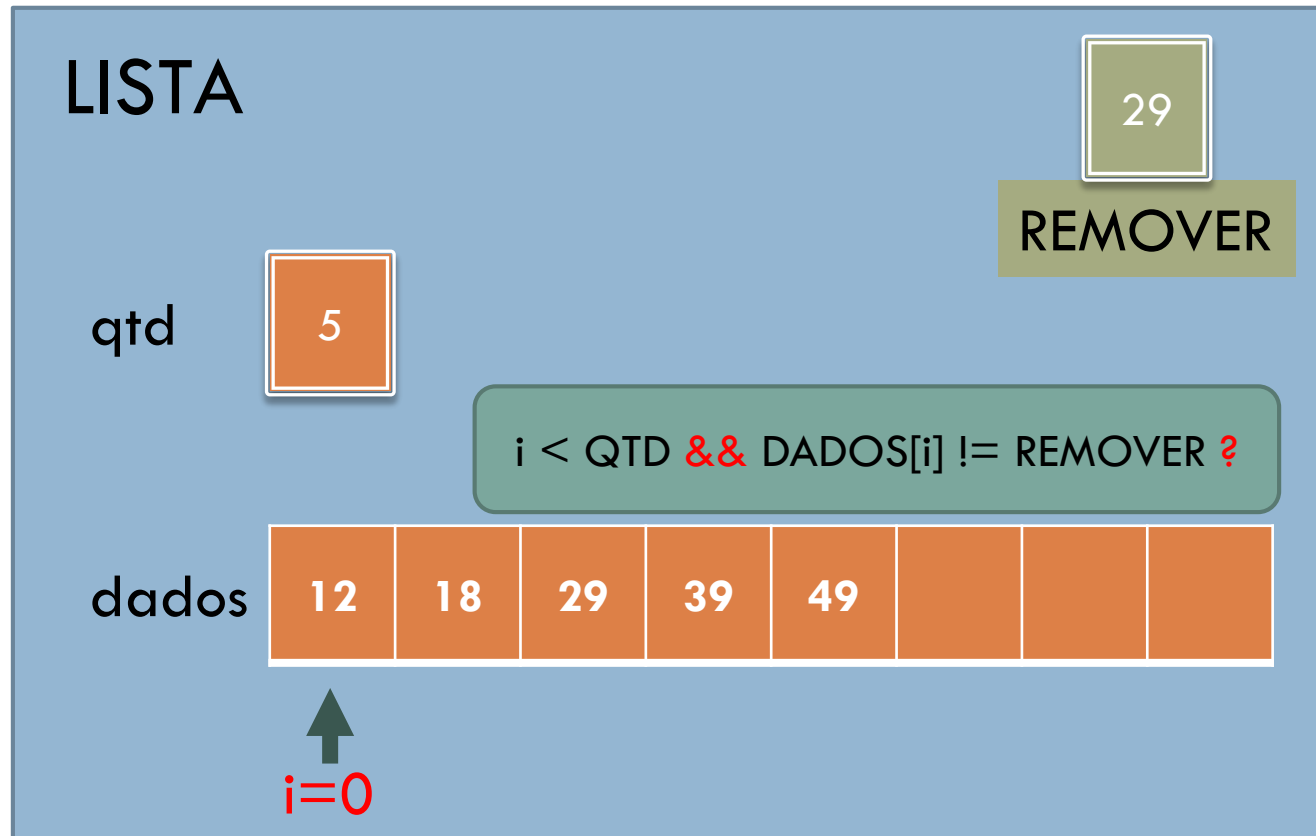 LISTA
29
REMOVER
qtd
5
i < QTD && DADOS[i] != REMOVER ?
dados 12 18 29 39 49
i=0